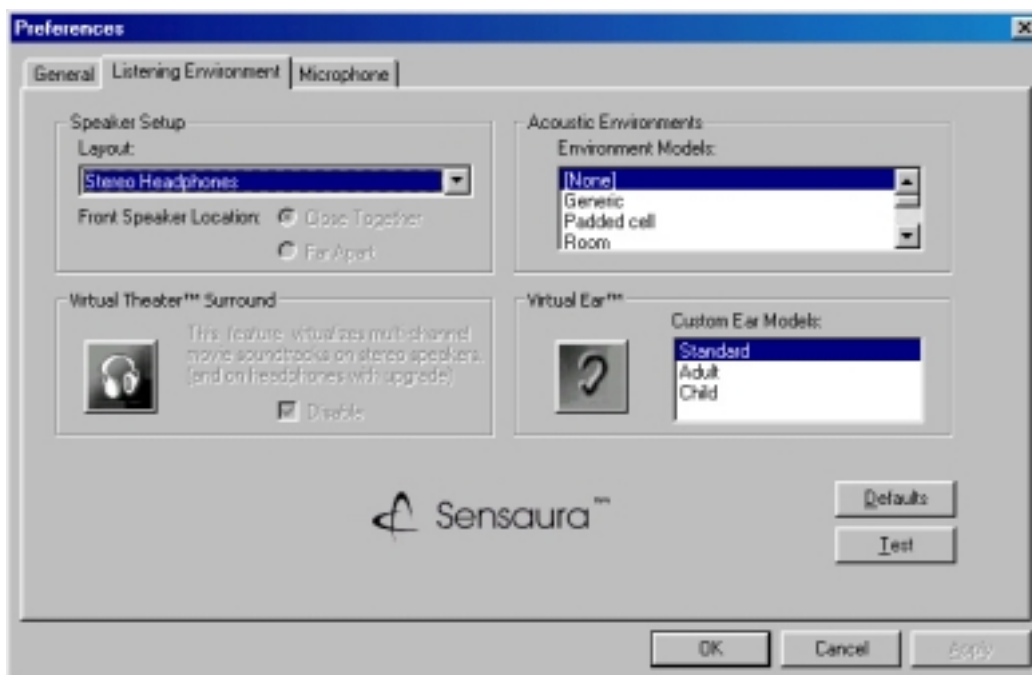 Preferences
General
Listening Environment
Microphone
Speaker Setup
Layout:
Stereo Headphones
Front Speaker Location:
Close Together
Far Apart
Acoustic Environments
Environment Models:
[None]
Generic
Padded cell
Room
Virtual Theater™ Surround
This feature virtualizes multi-channel
movie soundtracks on stereo speakers.
(and on headphones with upgrade)
Disable
Virtual Ear™
Custom Ear Models:
Standard
Adult
Child
Sensaura™
Defaults
Test
OK
Cancel
Apply